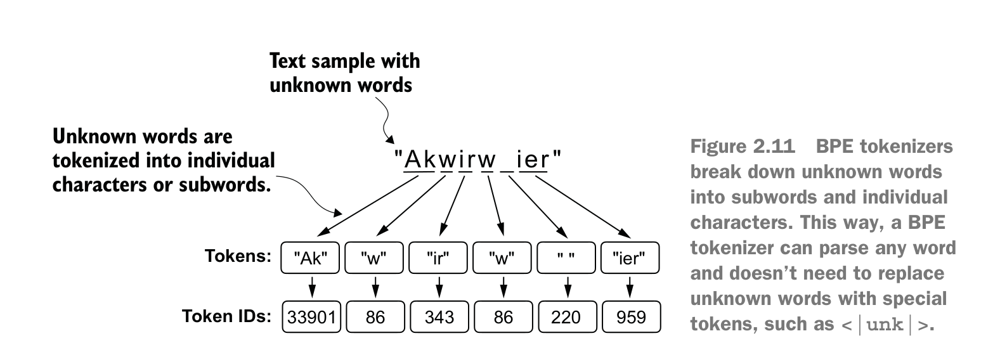 Text sample with
unknown words
Unknown words are
tokenized into individual
characters or subwords.
"Akwirw ier"
Tokens: "Ak" "w" "ir" "w" " " "ier"
Token IDs: 33901 86 343 86 220 959
Figure 2.11 BPE tokenizers
break down unknown words
into subwords and individual
characters. This way, a BPE
tokenizer can parse any word
and doesn’t need to replace
unknown words with special
tokens, such as <|unk|>.